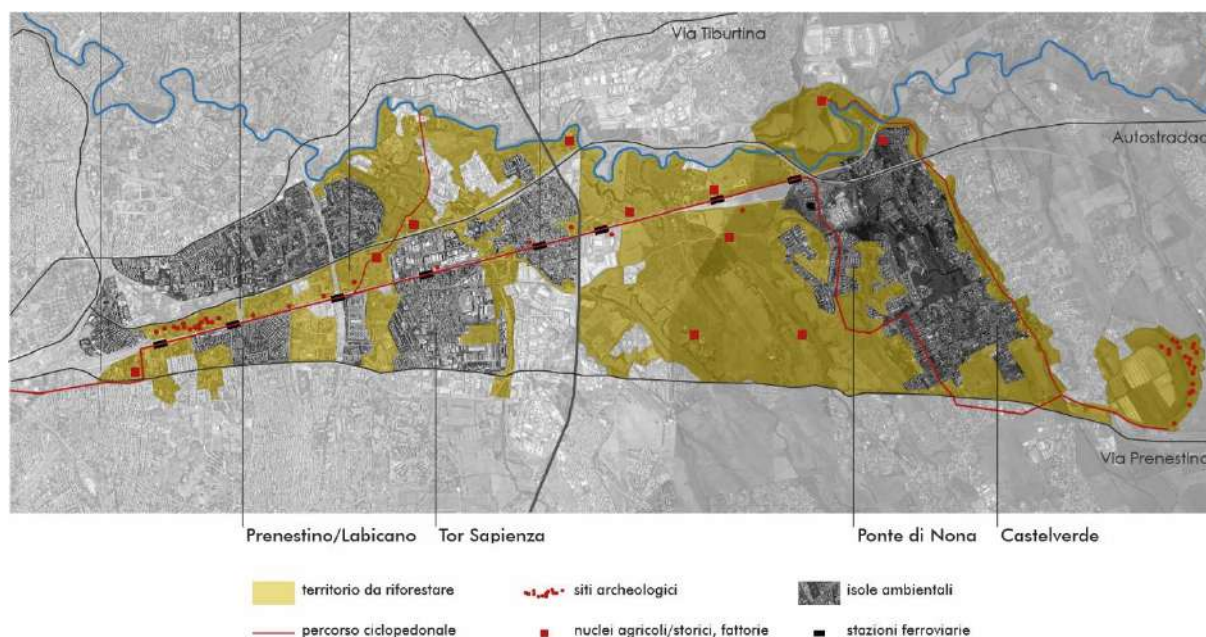 Via Tiburtina
Autostrada
Via Prenestina
Prenestino/Labicano
Tor Sapienza
Ponte di Nona
Castelverde
territorio da riforestare
siti archeologici
isole ambientali
percorso ciclopedonale
nuclei agricoli/storici, fattorie
stazioni ferroviarie